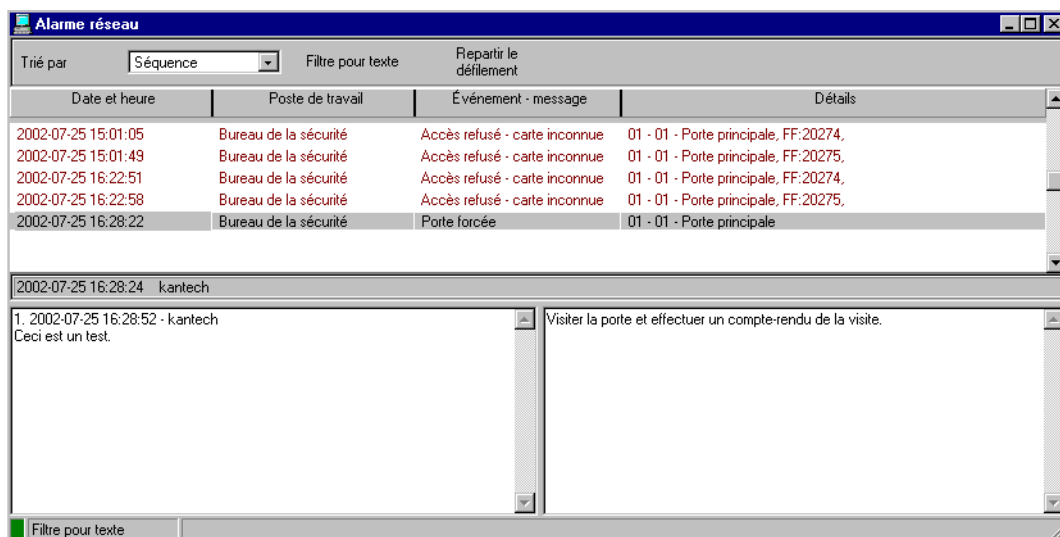 Alarme réseau
Trié par Séquence Filtre pour texte Repartir le défilement
Date et heure Poste de travail Événement - message Détails
2002-07-25 15:01:05 Bureau de la sécurité Accès refusé - carte inconnue 01 - 01 - Porte principale, FF:20274,
2002-07-25 15:01:49 Bureau de la sécurité Accès refusé - carte inconnue 01 - 01 - Porte principale, FF:20275,
2002-07-25 16:22:51 Bureau de la sécurité Accès refusé - carte inconnue 01 - 01 - Porte principale, FF:20274,
2002-07-25 16:22:58 Bureau de la sécurité Accès refusé - carte inconnue 01 - 01 - Porte principale, FF:20275,
2002-07-25 16:28:22 Bureau de la sécurité Porte forcée 01 - 01 - Porte principale
2002-07-25 16:28:24 kantech
1. 2002-07-25 16:28:52 - kantech
Ceci est un test.
Visiter la porte et effectuer un compte-rendu de la visite.
Filtre pour texte